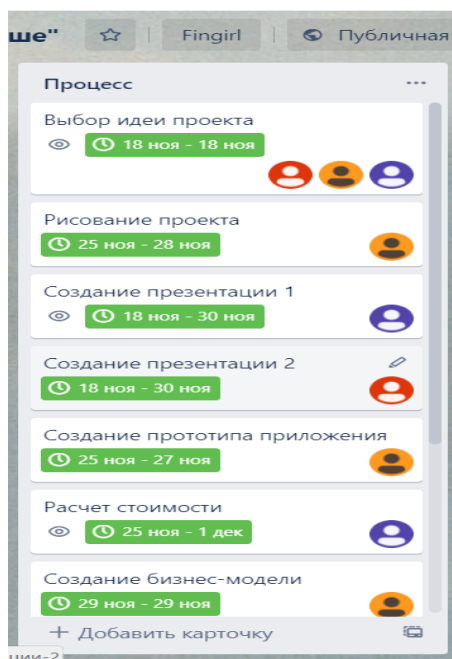 ше" Fingirl Публичная
Процесс ...
Выбор идеи проекта
18 ноя - 18 ноя
Рисование проекта
25 ноя - 28 ноя
Создание презентации 1
18 ноя - 30 ноя
Создание презентации 2
18 ноя - 30 ноя
Создание прототипа приложения
25 ноя - 27 ноя
Расчет стоимости
25 ноя - 1 дек
Создание бизнес-модели
29 ноя - 29 ноя
+ Добавить карточку
ции-2